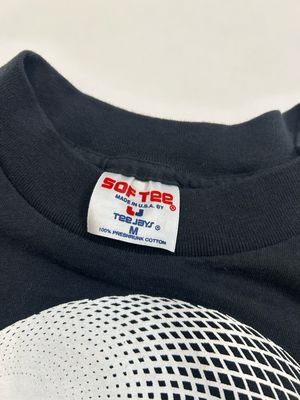 SOFTEE®
MADE IN U.S.A. BY
TeeJays®
M
100% PRESHRUNK COTTON